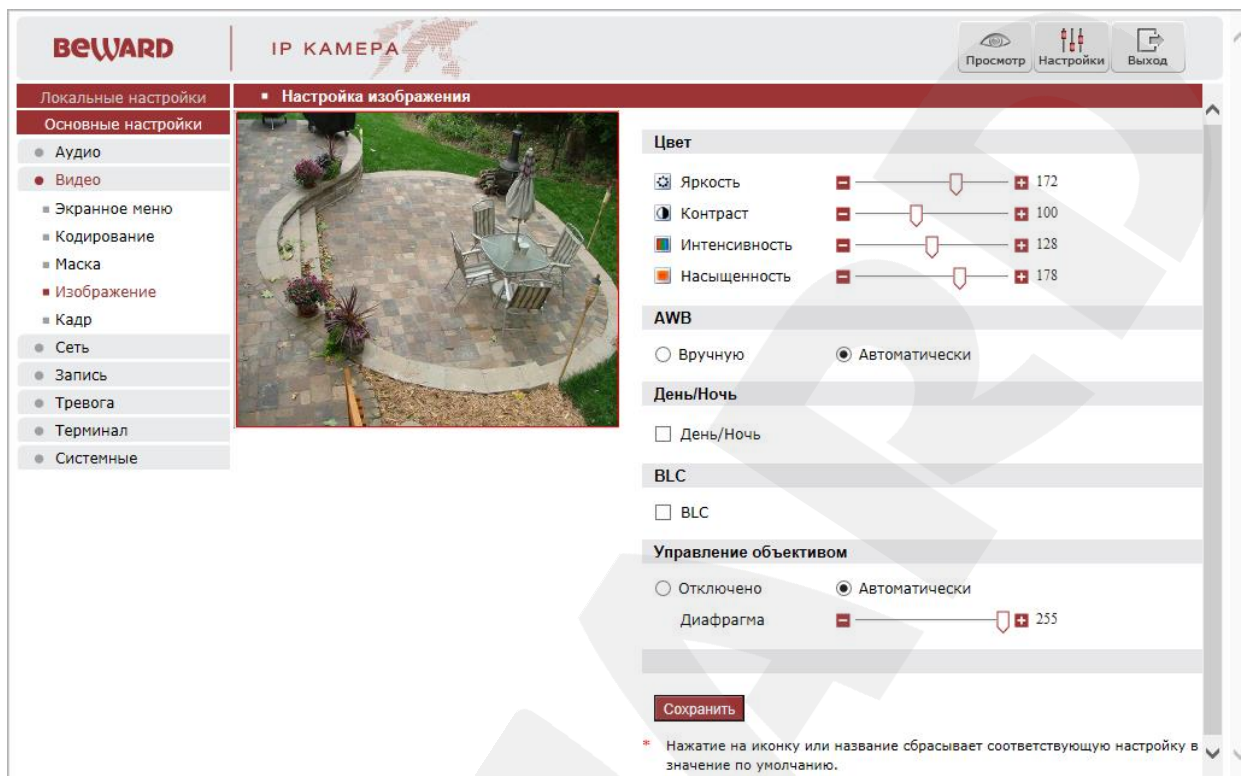 BEWARD
IP КАМЕРА
Просмотр
Настройки
Выход
Локальные настройки
Основные настройки
Аудио
Видео
Экранное меню
Кодирование
Маска
Изображение
Кадр
Сеть
Запись
Тревога
Терминал
Системные
Настройка изображения
Цвет
Яркость 172
Контраст 100
Интенсивность 128
Насыщенность 178
AWB
Вручную Автоматически
День/Ночь
День/Ночь
BLC
BLC
Управление объективом
Отключено Автоматически
Диафрагма 255
Сохранить
* Нажатие на иконку или название сбрасывает соответствующую настройку в
значение по умолчанию.